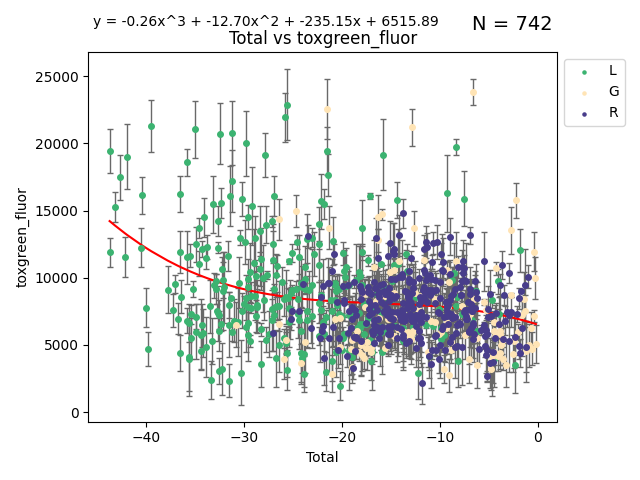 y = -0.26x^3 + -12.70x^2 + -235.15x + 6515.89
N = 742
Total vs toxgreen_fluor
25000
20000
15000
10000
5000
0
toxgreen_fluor
−40
−30
−20
−10
0
Total
L
G
R